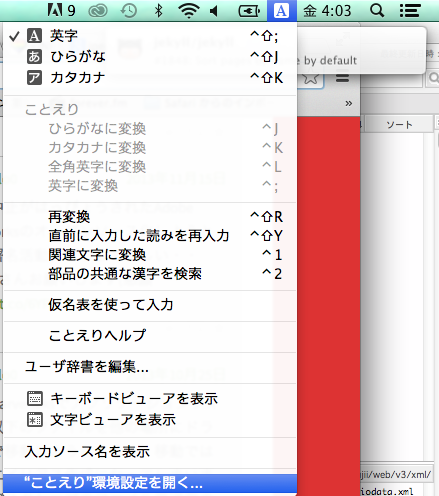 9 A 金 4:03
✓ A 英字 ^⇧;
あ ひらがな ^⇧J
ア カタカナ ^⇧K
e by default
ことえり
ひらがなに変換 ^J
カタカナに変換 ^K
全角英字に変換 ^L
英字に変換 ^;
»
ソート
再変換 ^⇧R
直前に入力した読みを再入力 ^⇧Y
関連文字に変換 ^1
部品の共通な漢字を検索 ^2
仮名表を使って入力
ことえりヘルプ
ユーザ辞書を編集...
キーボードビューアを表示
文字ビューアを表示
入力ソース名を表示
uji/web/v3/xml/
“ことえり”環境設定を開く...
iodata.xml